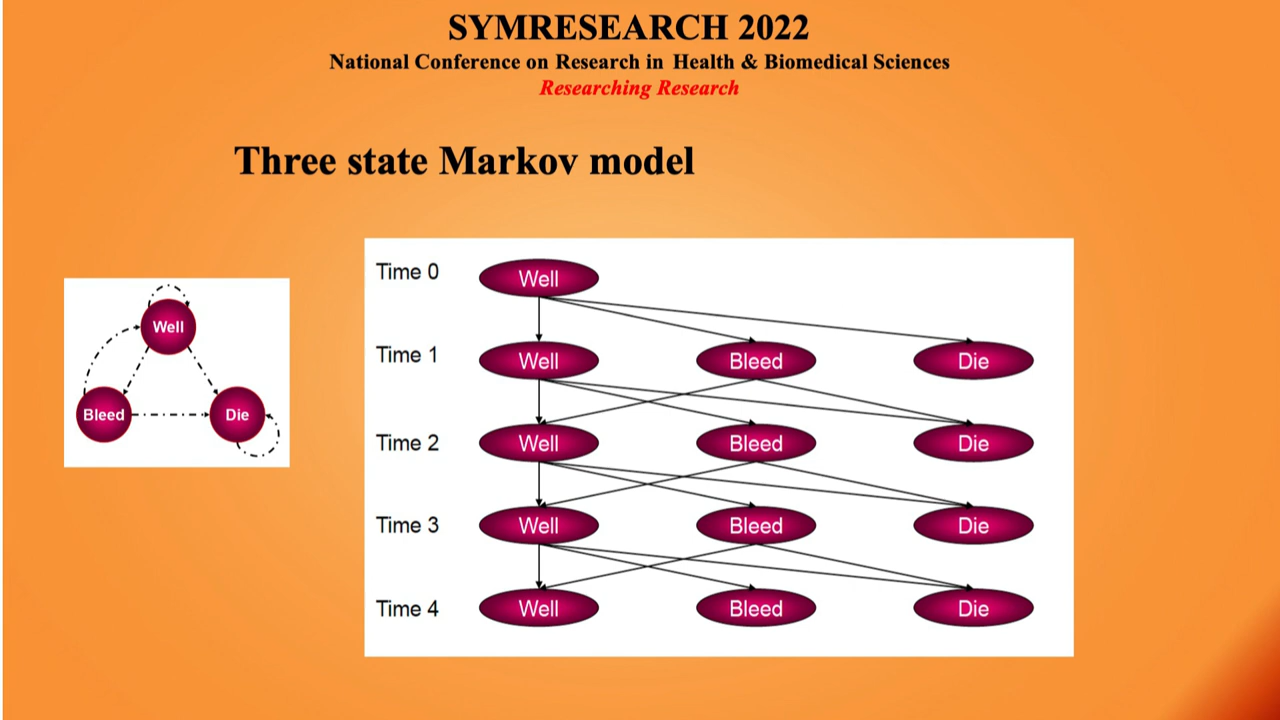 SYMRESEARCH 2022
National Conference on Research in Health & Biomedical Sciences
Researching Research
Three state Markov model
Well
Bleed
Die
Time 0 Well
Time 1 Well Bleed Die
Time 2 Well Bleed Die
Time 3 Well Bleed Die
Time 4 Well Bleed Die